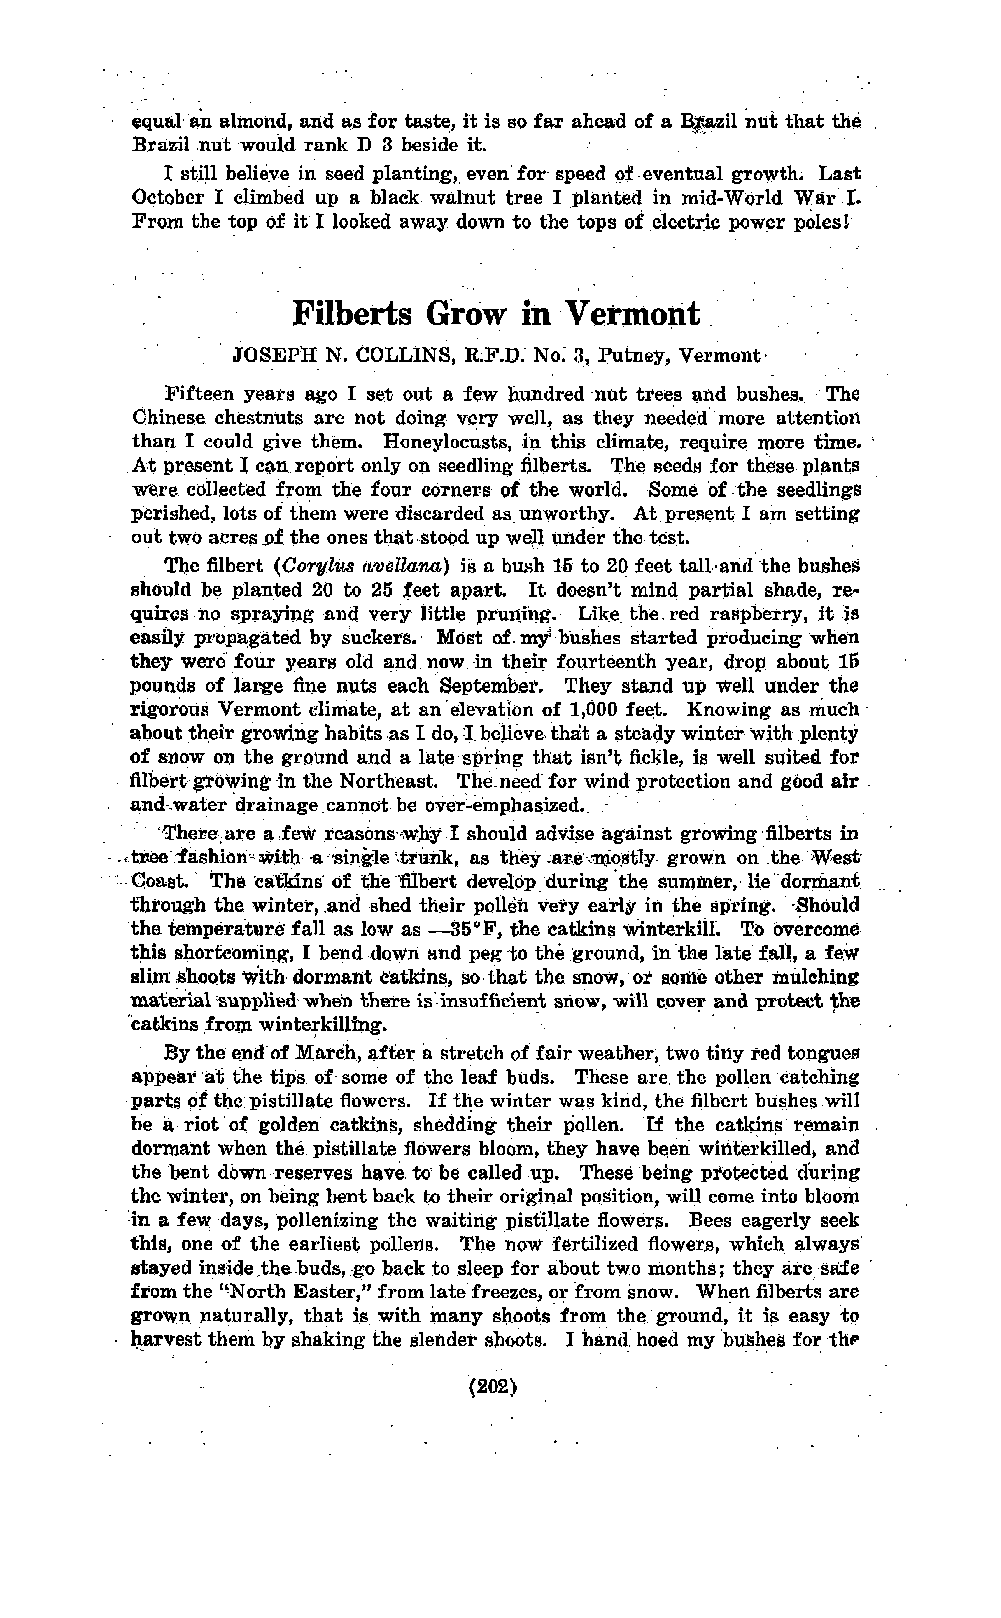 equal an almond, and as for taste, it is so far ahead of a Brazil nut that the
Brazil nut would rank D 3 beside it.
I still believe in seed planting, even for speed of eventual growth. Last
October I climbed up a black walnut tree I planted in mid-World War I.
From the top of it I looked away down to the tops of electric power poles!
Filberts Grow in Vermont
JOSEPH N. COLLINS, R.F.D. No. 3, Putney, Vermont
Fifteen years ago I set out a few hundred nut trees and bushes. The
Chinese chestnuts are not doing very well, as they needed more attention
than I could give them. Honeylocusts, in this climate, require more time.
At present I can report only on seedling filberts. The seeds for these plants
were collected from the four corners of the world. Some of the seedlings
perished, lots of them were discarded as unworthy. At present I am setting
out two acres of the ones that stood up well under the test.
The filbert (Corylus avellana) is a bush 15 to 20 feet tall and the bushes
should be planted 20 to 25 feet apart. It doesn't mind partial shade, re-
quires no spraying and very little pruning. Like the red raspberry, it is
easily propagated by suckers. Most of my bushes started producing when
they were four years old and now in their fourteenth year, drop about 15
pounds of large fine nuts each September. They stand up well under the
rigorous Vermont climate, at an elevation of 1,000 feet. Knowing as much
about their growing habits as I do, I believe that a steady winter with plenty
of snow on the ground and a late spring that isn't fickle, is well suited for
filbert growing in the Northeast. The need for wind protection and good air
and water drainage cannot be over-emphasized.
There are a few reasons why I should advise against growing filberts in
tree fashion with a single trunk, as they are mostly grown on the West
Coast. The catkins of the filbert develop during the summer, lie dormant
through the winter, and shed their pollen very early in the spring. Should
the temperature fall as low as —35°F, the catkins winterkill. To overcome
this shortcoming, I bend down and peg to the ground, in the late fall, a few
slim shoots with dormant catkins, so that the snow, or some other mulching
material supplied when there is insufficient snow, will cover and protect the
catkins from winterkilling.
By the end of March, after a stretch of fair weather, two tiny red tongues
appear at the tips of some of the leaf buds. These are the pollen catching
parts of the pistillate flowers. If the winter was kind, the filbert bushes will
be a riot of golden catkins, shedding their pollen. If the catkins remain
dormant when the pistillate flowers bloom, they have been winterkilled, and
the bent down reserves have to be called up. These being protected during
the winter, on being bent back to their original position, will come into bloom
in a few days, pollenizing the waiting pistillate flowers. Bees eagerly seek
this, one of the earliest pollens. The now fertilized flowers, which always
stayed inside the buds, go back to sleep for about two months; they are safe
from the "North Easter," from late freezes, or from snow. When filberts are
grown naturally, that is with many shoots from the ground, it is easy to
harvest them by shaking the slender shoots. I hand hoed my bushes for the
(202)